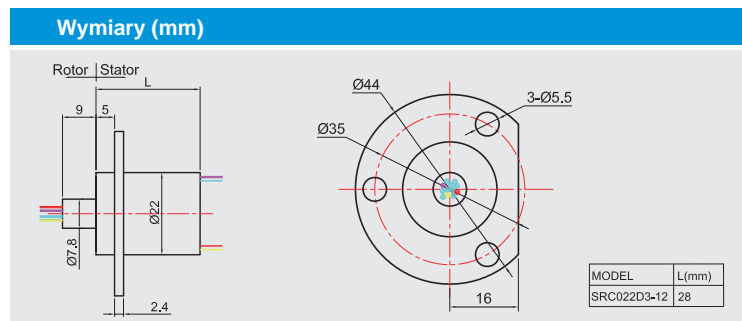 Wymiary (mm)
Rotor Stator
L
9 5
Ø22
Ø7.8
2.4
Ø44
Ø35
3-Ø5.5
16
MODEL L(mm)
SRC022D3-12 28